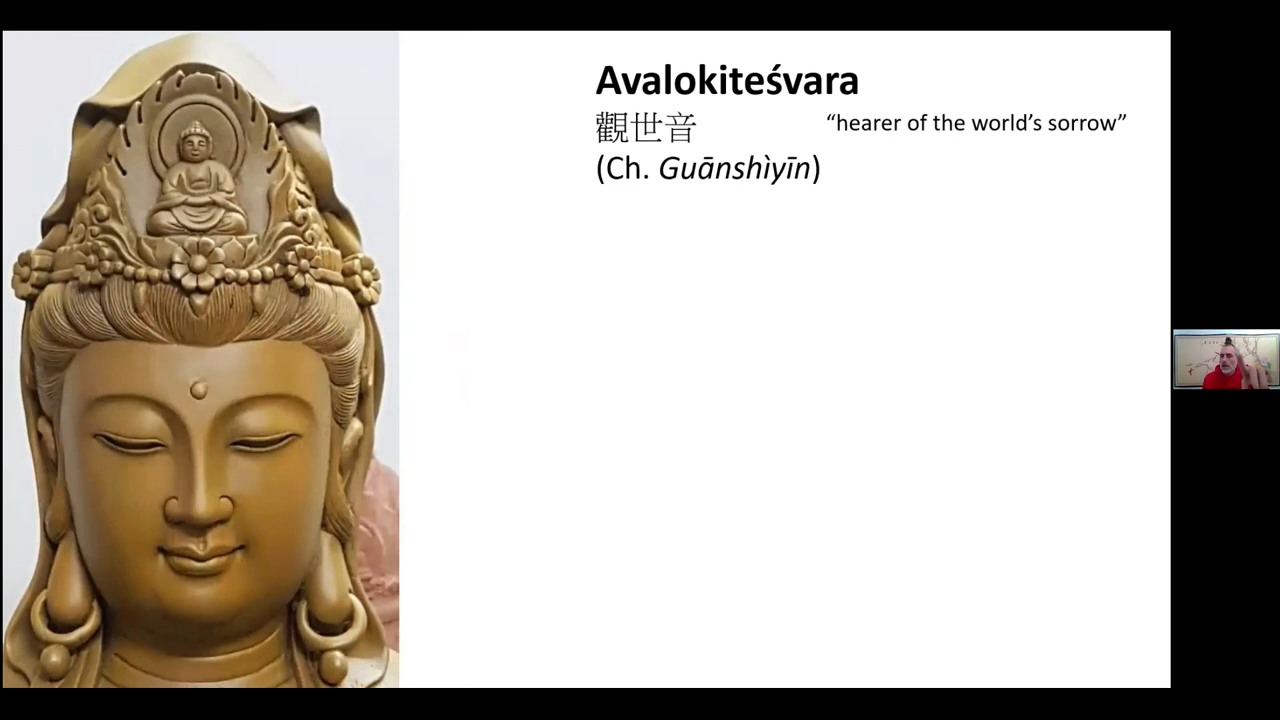 Avalokiteśvara
觀世音 “hearer of the world’s sorrow”
(Ch. Guānshìyīn)